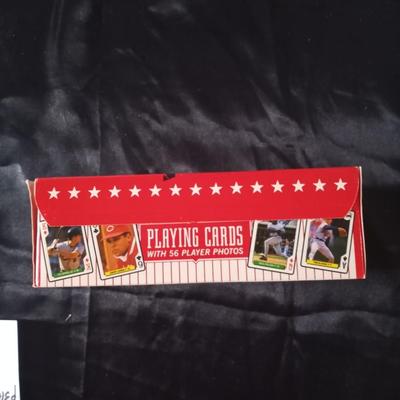 PLAYING CARDS
WITH 56 PLAYER PHOTOS